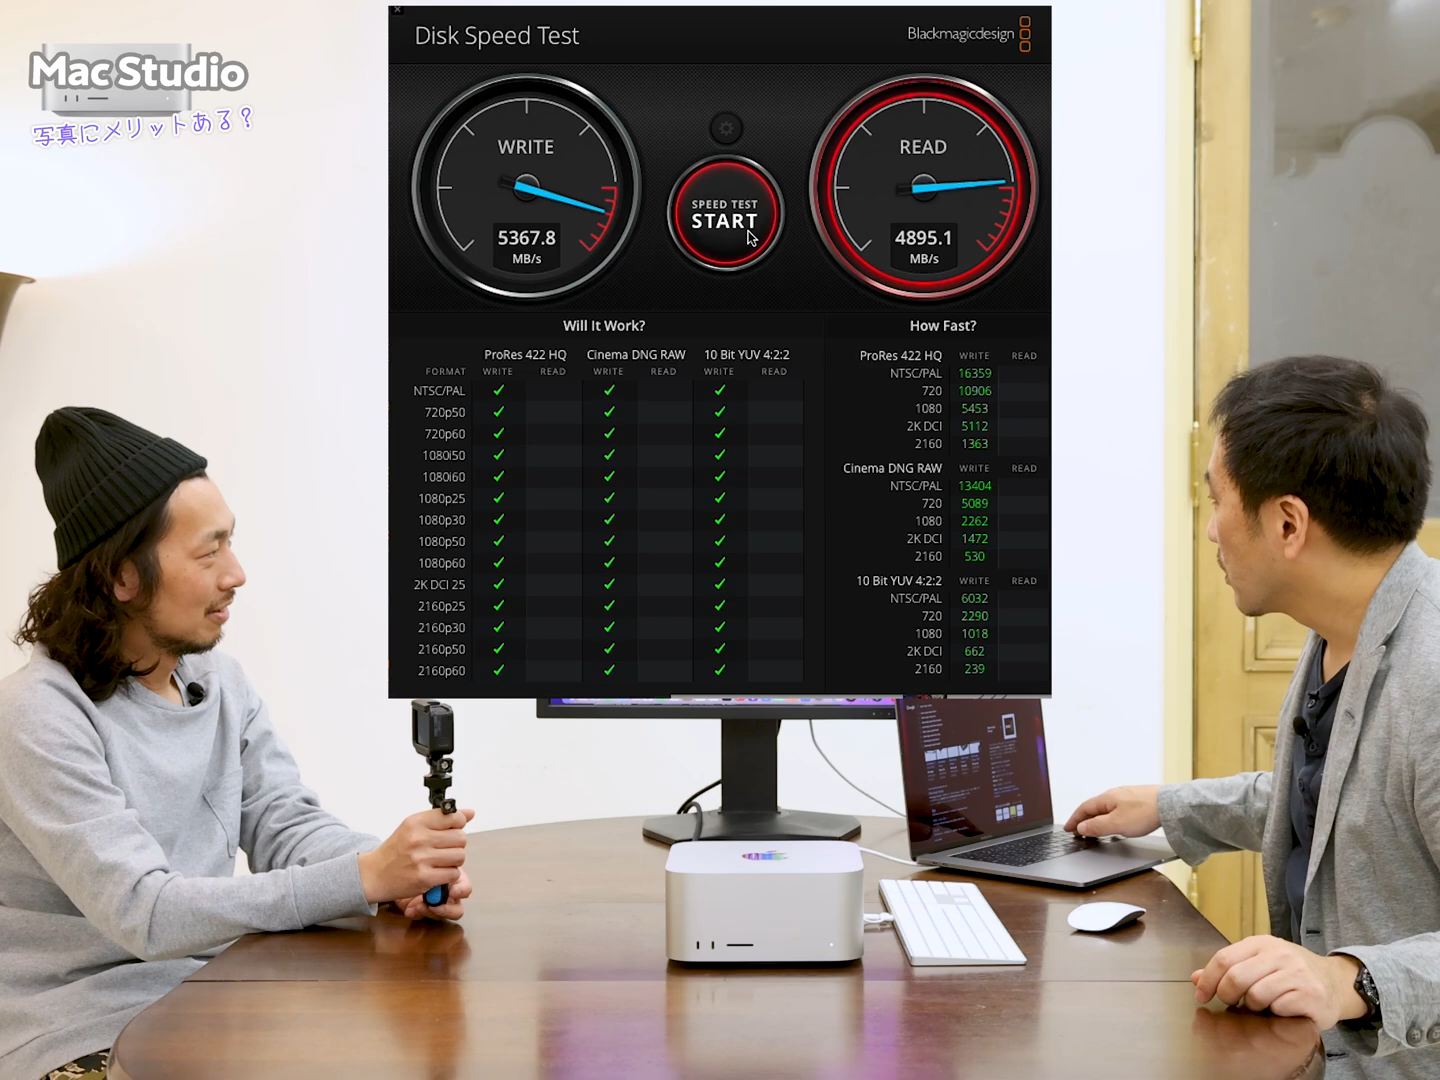 Mac Studio
写真にメリットある？
Disk Speed Test
Blackmagicdesign
WRITE
5367.8
MB/s
SPEED TEST
START
READ
4895.1
MB/s
Will It Work?
ProRes 422 HQ Cinema DNG RAW 10 Bit YUV 4:2:2
FORMAT WRITE READ WRITE READ WRITE READ
NTSC/PAL ✓ ✓ ✓
720p50 ✓ ✓ ✓
720p60 ✓ ✓ ✓
1080i50 ✓ ✓ ✓
1080i60 ✓ ✓ ✓
1080p25 ✓ ✓ ✓
1080p30 ✓ ✓ ✓
1080p50 ✓ ✓ ✓
1080p60 ✓ ✓ ✓
2K DCI 25 ✓ ✓ ✓
2160p25 ✓ ✓ ✓
2160p30 ✓ ✓ ✓
2160p50 ✓ ✓ ✓
2160p60 ✓ ✓ ✓
How Fast?
ProRes 422 HQ WRITE READ
NTSC/PAL 16359
720 10906
1080 5453
2K DCI 5112
2160 1363
Cinema DNG RAW WRITE READ
NTSC/PAL 13404
720 5089
1080 2262
2K DCI 1472
2160 530
10 Bit YUV 4:2:2 WRITE READ
NTSC/PAL 6032
720 2290
1080 1018
2K DCI 662
2160 239